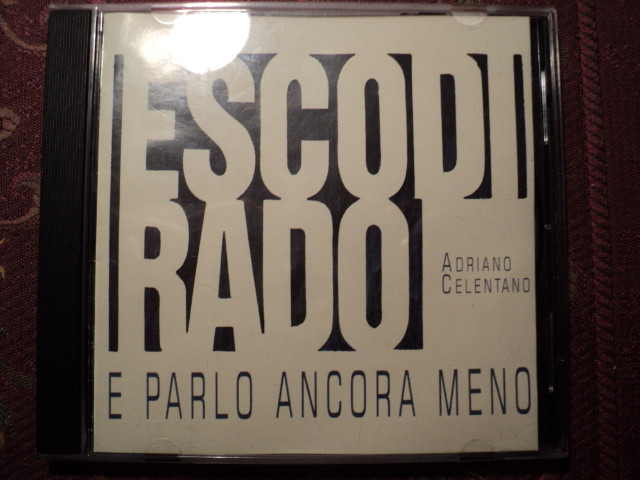 ESCO DI
RADO
ADRIANO
CELENTANO
E PARLO ANCORA MENO